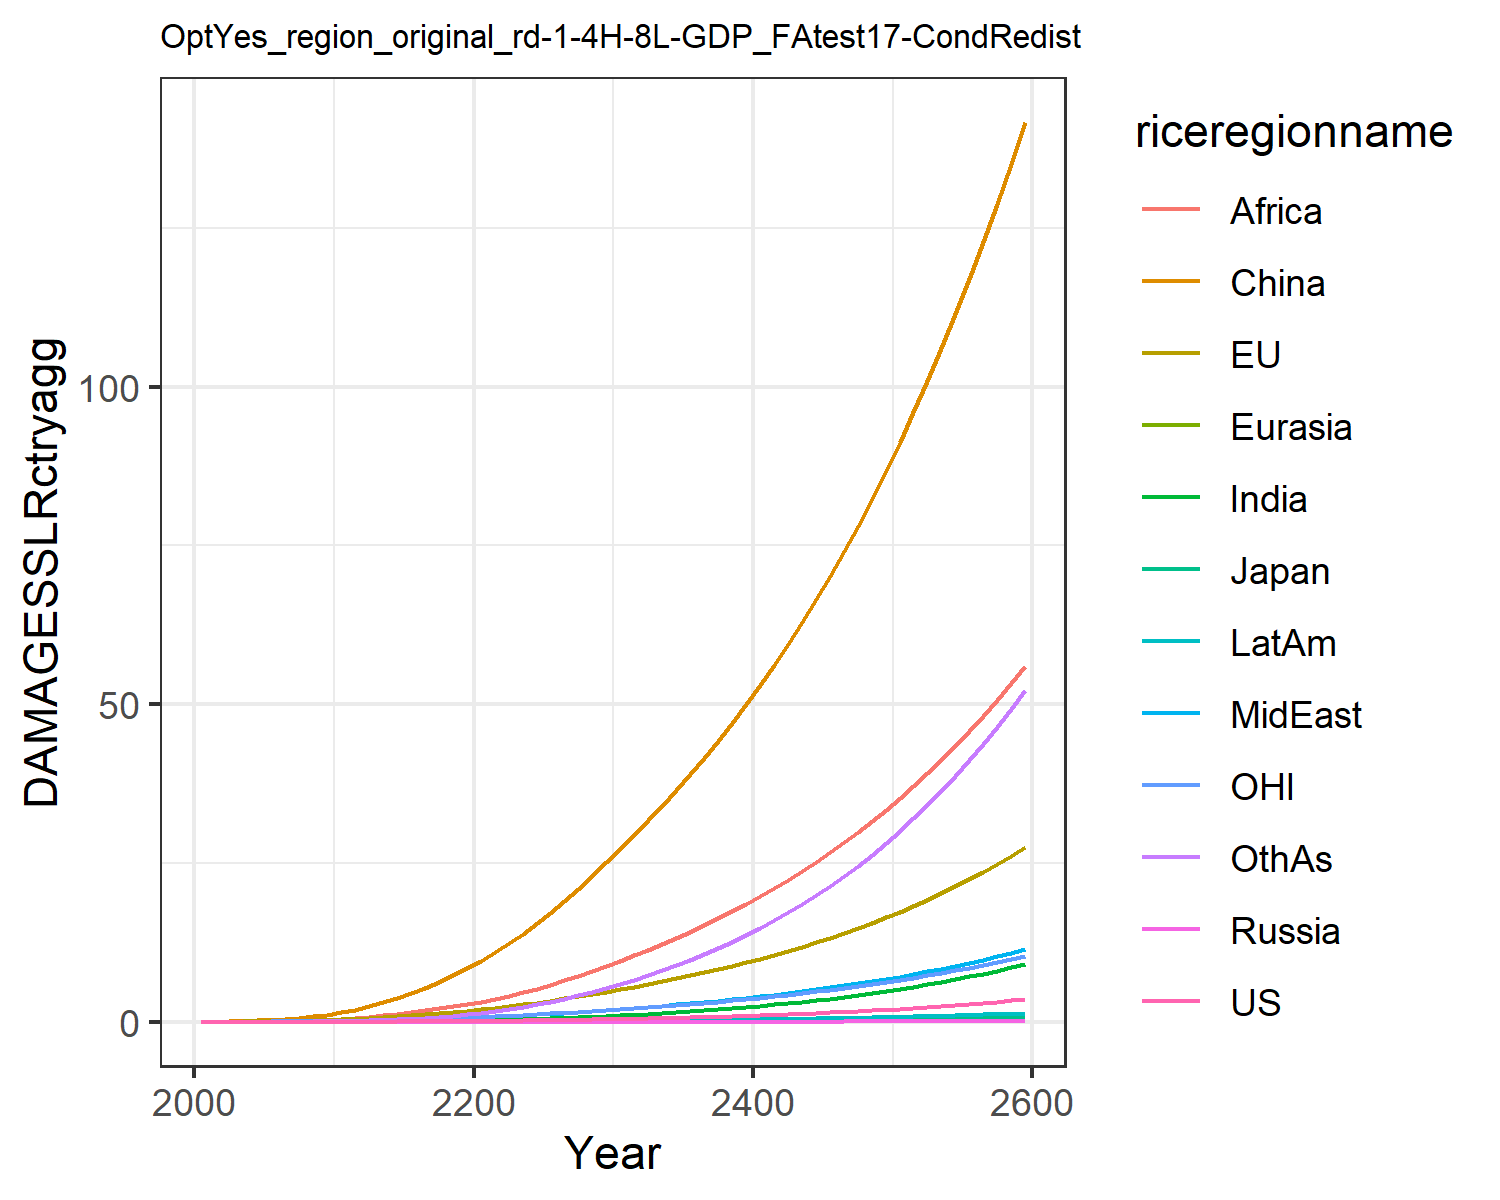 OptYes_region_original_rd-1-4H-8L-GDP_FAtest17-CondRedist
DAMAGESSLRctryagg
100
50
0
2000 2200 2400 2600
Year
riceregionname
Africa
China
EU
Eurasia
India
Japan
LatAm
MidEast
OHI
OthAs
Russia
US